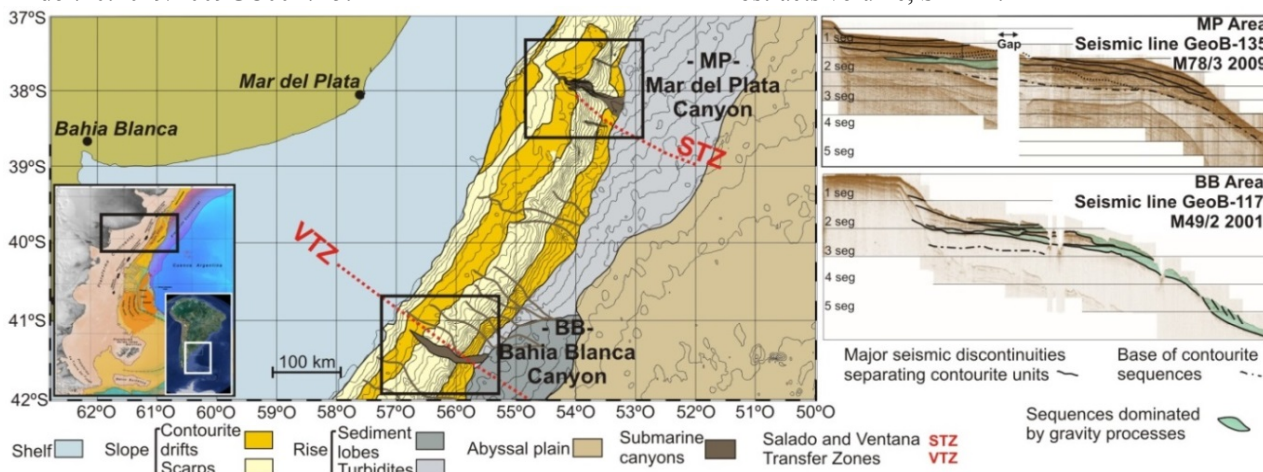 37°S
38°S
39°S
40°S
41°S
42°S
62°O
61°O
60°O
59°O
58°O
57°O
56°O
55°O
54°O
53°O
52°O
51°O
50°O
Mar del Plata
Bahia Blanca
- MP-
Mar del Plata
Canyon
STZ
VTZ
- BB-
Bahia Blanca
Canyon
100 km
MP Area
Seismic line GeoB-135
M78/3 2009
Gap
1 seg
2 seg
3 seg
4 seg
5 seg
BB Area
Seismic line GeoB-117
M49/2 2001
1 seg
2 seg
3 seg
4 seg
5 seg
Major seismic discontinuities
separating contourite units
Base of contourite
sequences
Sequences dominated
by gravity processes
Shelf
Slope
Contourite
drifts
Scarps
Rise
Sediment
lobes
Turbidites
Abyssal plain
Submarine
canyons
Salado and Ventana STZ
Transfer Zones VTZ